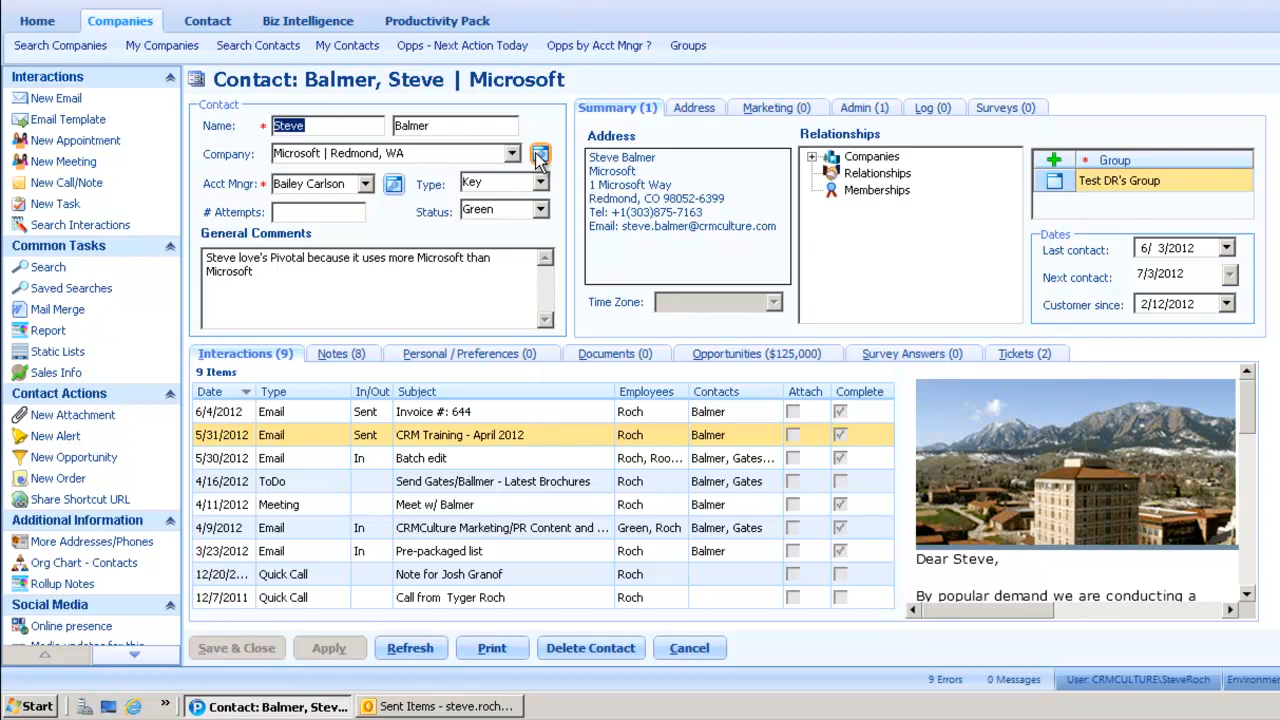 Home Companies Contact Biz Intelligence Productivity Pack
Search Companies My Companies Search Contacts My Contacts Opps - Next Action Today Opps by Acct Mngr ? Groups
Interactions
New Email
Email Template
New Appointment
New Meeting
New Call/Note
New Task
Search Interactions
Common Tasks
Search
Saved Searches
Mail Merge
Report
Static Lists
Sales Info
Contact Actions
New Attachment
New Alert
New Opportunity
New Order
Share Shortcut URL
Additional Information
More Addresses/Phones
Org Chart - Contacts
Rollup Notes
Social Media
Online presence
Contact: Balmer, Steve | Microsoft
Contact
Name: * Steve Balmer
Company: Microsoft | Redmond, WA
Acct Mngr: * Bailey Carlson Type: Key
# Attempts: Status: Green
General Comments
Steve love's Pivotal because it uses more Microsoft than
Microsoft
Summary (1) Address Marketing (0) Admin (1) Log (0) Surveys (0)
Address
Steve Balmer
Microsoft
1 Microsoft Way
Redmond, CO 98052-6399
Tel: +1(303)875-7163
Email: steve.balmer@crmculture.com
Time Zone:
Relationships
Companies
Relationships
Memberships
* Group
Test DR's Group
Dates
Last contact: 6/ 3/2012
Next contact: 7/3/2012
Customer since: 2/12/2012
Interactions (9) Notes (8) Personal / Preferences (0) Documents (0) Opportunities ($125,000) Survey Answers (0) Tickets (2)
9 Items
Date Type In/Out Subject Employees Contacts Attach Complete
6/4/2012 Email Sent Invoice #: 644 Roch Balmer
5/31/2012 Email Sent CRM Training - April 2012 Roch Balmer
5/30/2012 Email In Batch edit Roch, Roo... Balmer, Gates...
4/16/2012 ToDo Send Gates/Ballmer - Latest Brochures Roch Balmer, Gates
4/11/2012 Meeting Meet w/ Balmer Roch Balmer
4/9/2012 Email In CRMCulture Marketing/PR Content and ... Green, Roch Balmer, Gates
3/23/2012 Email In Pre-packaged list Roch Balmer
12/20/2... Quick Call Note for Josh Granof Roch
12/7/2011 Quick Call Call from Tyger Roch Roch
Dear Steve,
By popular demand we are conducting a
Save & Close Apply Refresh Print Delete Contact Cancel
9 Errors 0 Messages User: CRMCULTURE\SteveRoch Environmen
Start » Contact: Balmer, Stev... Sent Items - steve.roch...